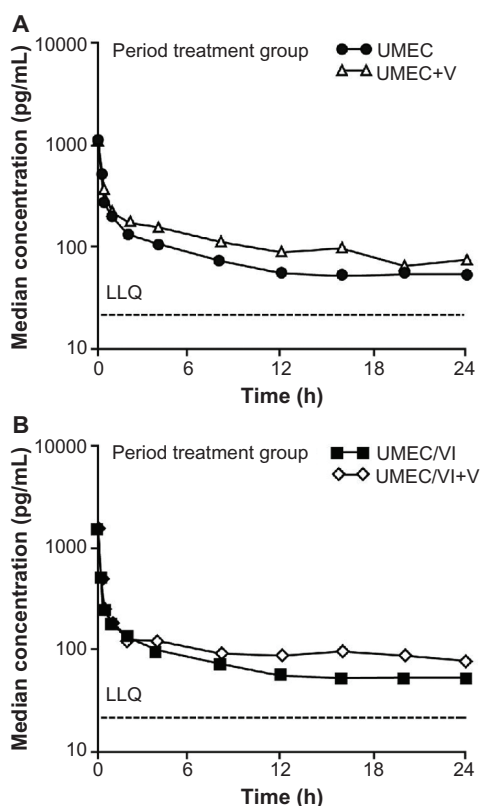 A
Median concentration (pg/mL)
10000
1000
100
10
Period treatment group
UMEC
UMEC+V
LLQ
0 6 12 18 24
Time (h)
B
Median concentration (pg/mL)
10000
1000
100
10
Period treatment group
UMEC/VI
UMEC/VI+V
LLQ
0 6 12 18 24
Time (h)